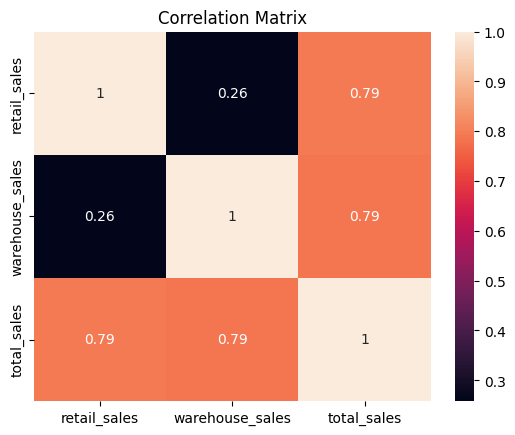 Correlation Matrix
retail_sales
1
0.26
0.79
warehouse_sales
0.26
1
0.79
total_sales
0.79
0.79
1
retail_sales
warehouse_sales
total_sales
1.0
0.9
0.8
0.7
0.6
0.5
0.4
0.3